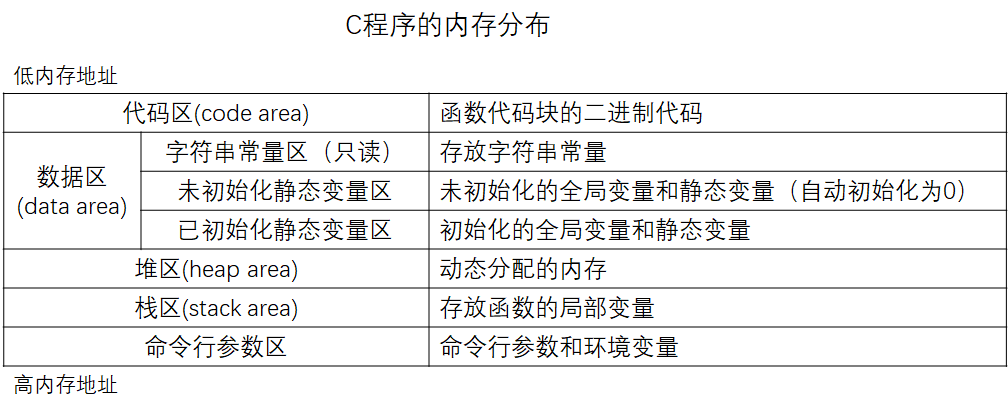 C程序的内存分布
低内存地址
代码区(code area) 函数代码块的二进制代码
数据区
(data area)
字符串常量区（只读） 存放字符串常量
未初始化静态变量区 未初始化的全局变量和静态变量（自动初始化为0）
已初始化静态变量区 初始化的全局变量和静态变量
堆区(heap area) 动态分配的内存
栈区(stack area) 存放函数的局部变量
命令行参数区 命令行参数和环境变量
高内存地址